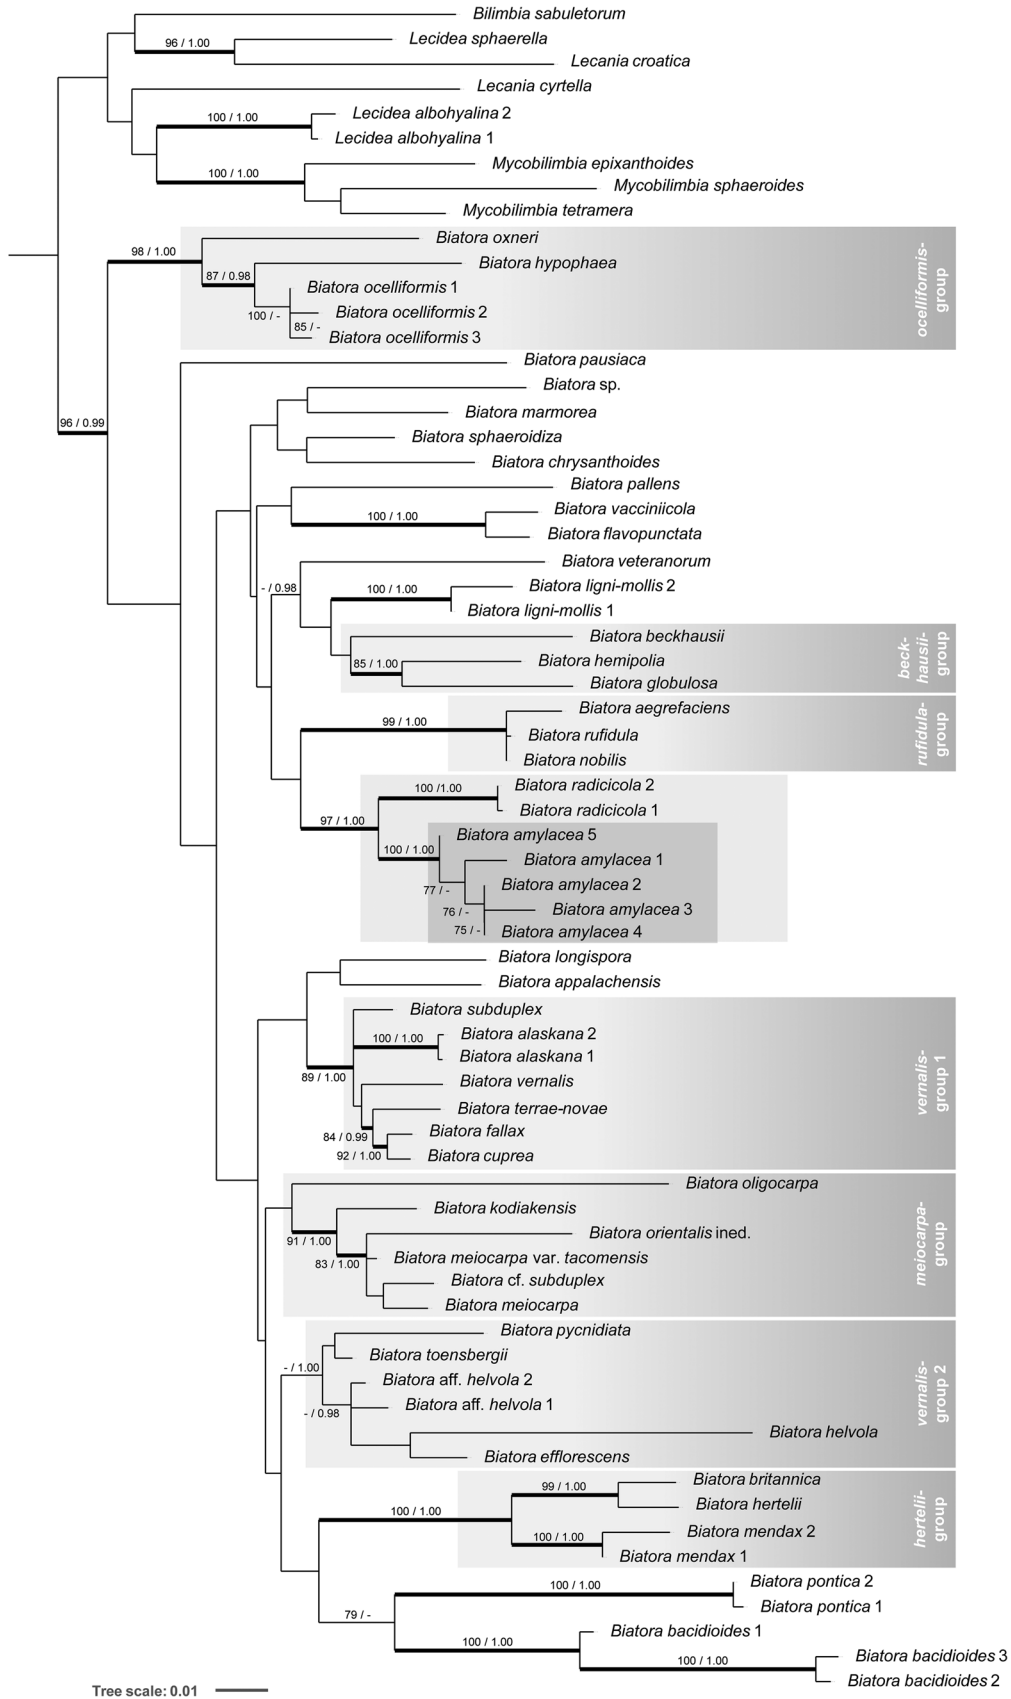 Bilimbia sabuletorum
Lecidea sphaerella
96 / 1.00
Lecania croatica
Lecania cyrtella
Lecidea albohyalina 2
100 / 1.00
Lecidea albohyalina 1
Mycobilimbia epixanthoides
100 / 1.00
Mycobilimbia sphaeroides
Mycobilimbia tetramera
Biatora oxneri
98 / 1.00
Biatora hypophaea
87 / 0.98
Biatora ocelliformis 1
100 / -
Biatora ocelliformis 2
85 / -
Biatora ocelliformis 3
ocelliformis-
group
Biatora pausiaca
Biatora sp.
Biatora marmorea
96 / 0.99
Biatora sphaeroidiza
Biatora chrysanthoides
Biatora pallens
Biatora vacciniicola
100 / 1.00
Biatora flavopunctata
Biatora veteranorum
- / 0.98
Biatora ligni-mollis 2
100 / 1.00
Biatora ligni-mollis 1
Biatora beckhausii
Biatora hemipolia
85 / 1.00
Biatora globulosa
beck-
hausii-
group
Biatora aegrefaciens
99 / 1.00
Biatora rufidula
Biatora nobilis
rufidula-
group
Biatora radicicola 2
100 /1.00
Biatora radicicola 1
97 / 1.00
Biatora amylacea 5
100 / 1.00
Biatora amylacea 1
77 / -
Biatora amylacea 2
76 / -
Biatora amylacea 3
75 / -
Biatora amylacea 4
Biatora longispora
Biatora appalachensis
Biatora subduplex
Biatora alaskana 2
100 / 1.00
Biatora alaskana 1
89 / 1.00
Biatora vernalis
Biatora terrae-novae
84 / 0.99
Biatora fallax
92 / 1.00
Biatora cuprea
vernalis-
group 1
Biatora oligocarpa
Biatora kodiakensis
91 / 1.00
Biatora orientalis ined.
83 / 1.00
Biatora meiocarpa var. tacomensis
Biatora cf. subduplex
Biatora meiocarpa
meiocarpa-
group
Biatora pycnidiata
Biatora toensbergii
- / 1.00
Biatora aff. helvola 2
- / 0.98
Biatora aff. helvola 1
Biatora helvola
Biatora efflorescens
vernalis-
group 2
Biatora britannica
99 / 1.00
Biatora hertelii
100 / 1.00
Biatora mendax 2
100 / 1.00
Biatora mendax 1
hertelii-
group
Biatora pontica 2
100 / 1.00
Biatora pontica 1
79 / -
Biatora bacidioides 1
100 / 1.00
Biatora bacidioides 3
100 / 1.00
Biatora bacidioides 2
Tree scale: 0.01